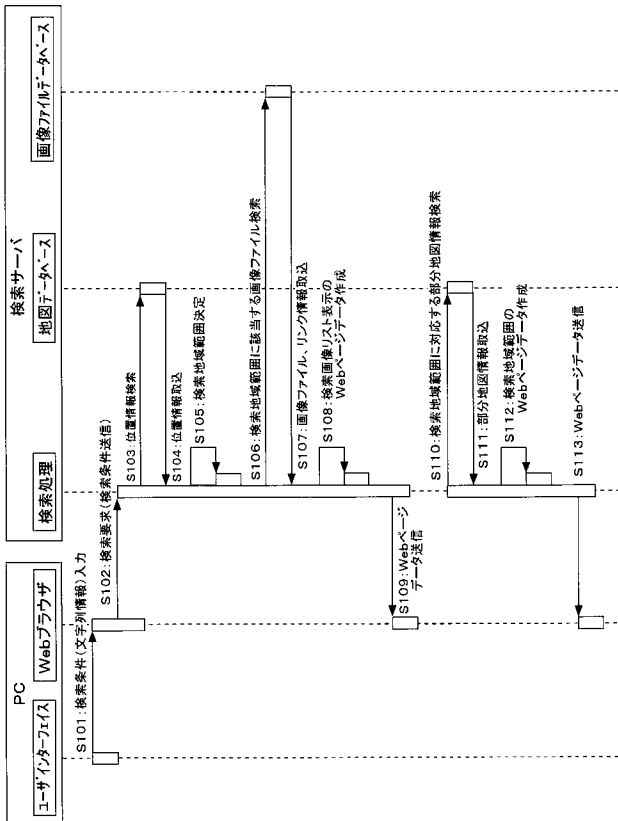 PC
検索サーバ
ユーザインターフェイス
Webブラウザ
検索処理
地図データベース
画像ファイルデータベース
S101:検索条件(文字列情報)入力
S102:検索要求(検索条件送信)
S103:位置情報検索
S104:位置情報取込
S105:検索地域範囲決定
S106:検索地域範囲に該当する画像ファイル検索
S107:画像ファイル、リンク情報取込
S108:検索画像リスト表示の
Webページデータ作成
S109:Webページ
データ送信
S110:検索地域範囲に対応する部分地図情報検索
S111:部分地図情報取込
S112:検索地域範囲の
Webページデータ作成
S113:Webページデータ送信